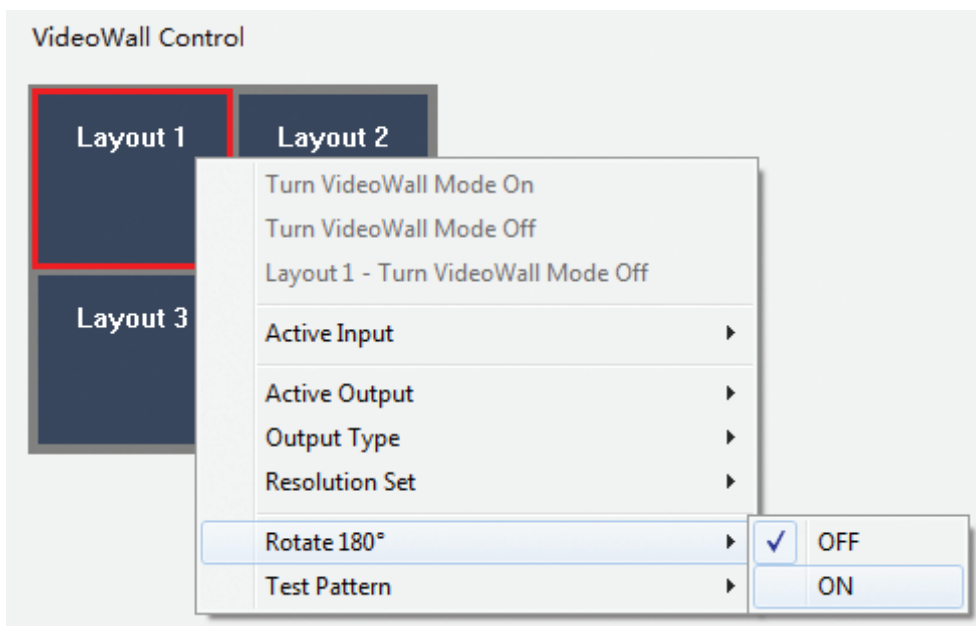 VideoWall Control
Layout 1
Layout 2
Turn VideoWall Mode On
Turn VideoWall Mode Off
Layout 1 - Turn VideoWall Mode Off
Layout 3
Active Input
Active Output
Output Type
Resolution Set
Rotate 180°
OFF
Test Pattern
ON